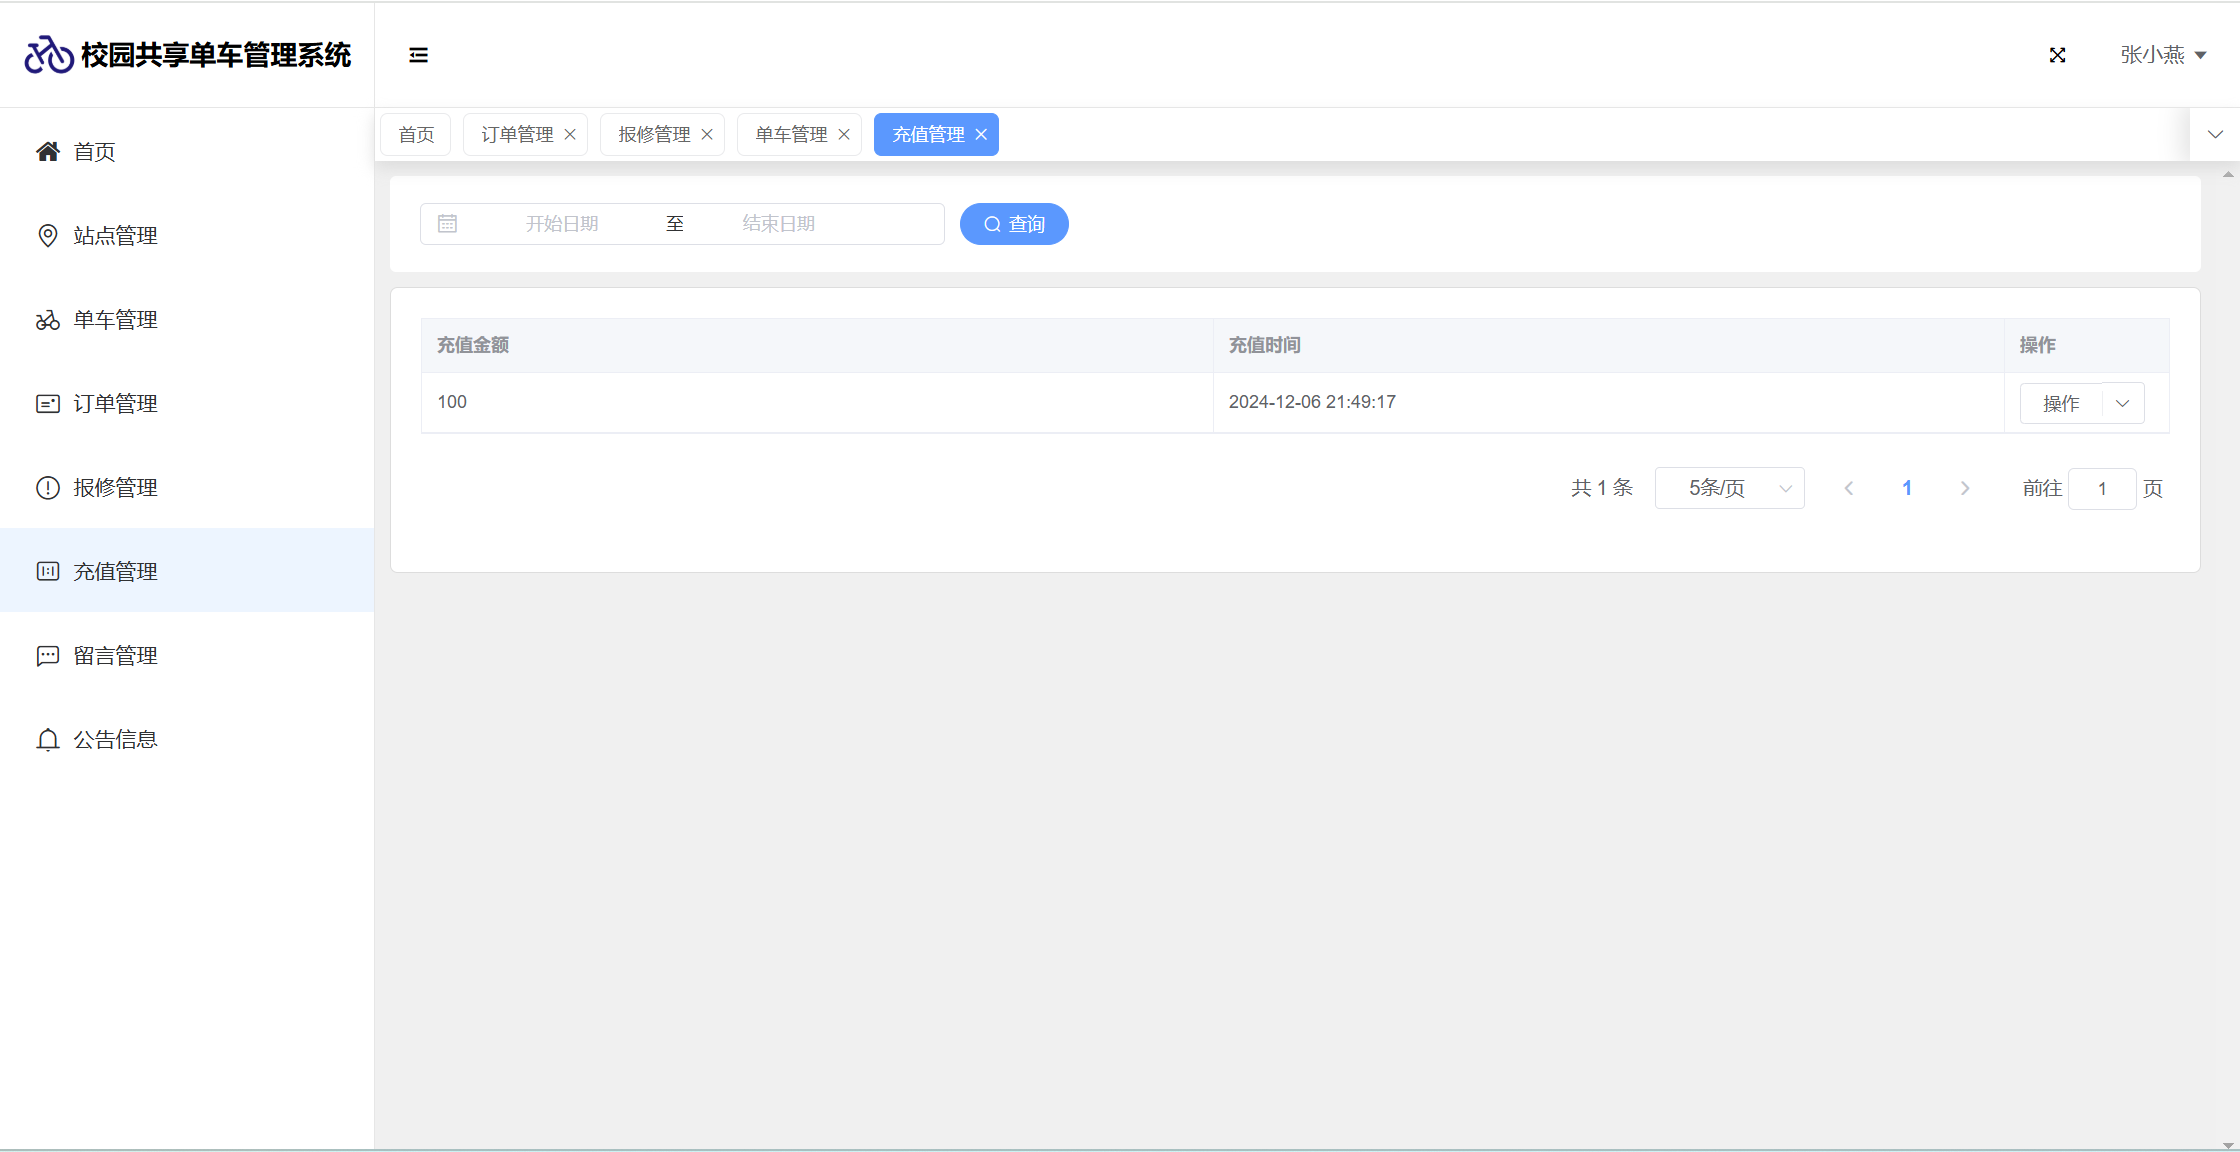 校园共享单车管理系统
张小燕
首页
站点管理
单车管理
订单管理
报修管理
充值管理
留言管理
公告信息
首页 订单管理 报修管理 单车管理 充值管理
开始日期 至 结束日期 查询
充值金额 充值时间 操作
100 2024-12-06 21:49:17 操作
共 1 条 5条/页 1 前往 1 页